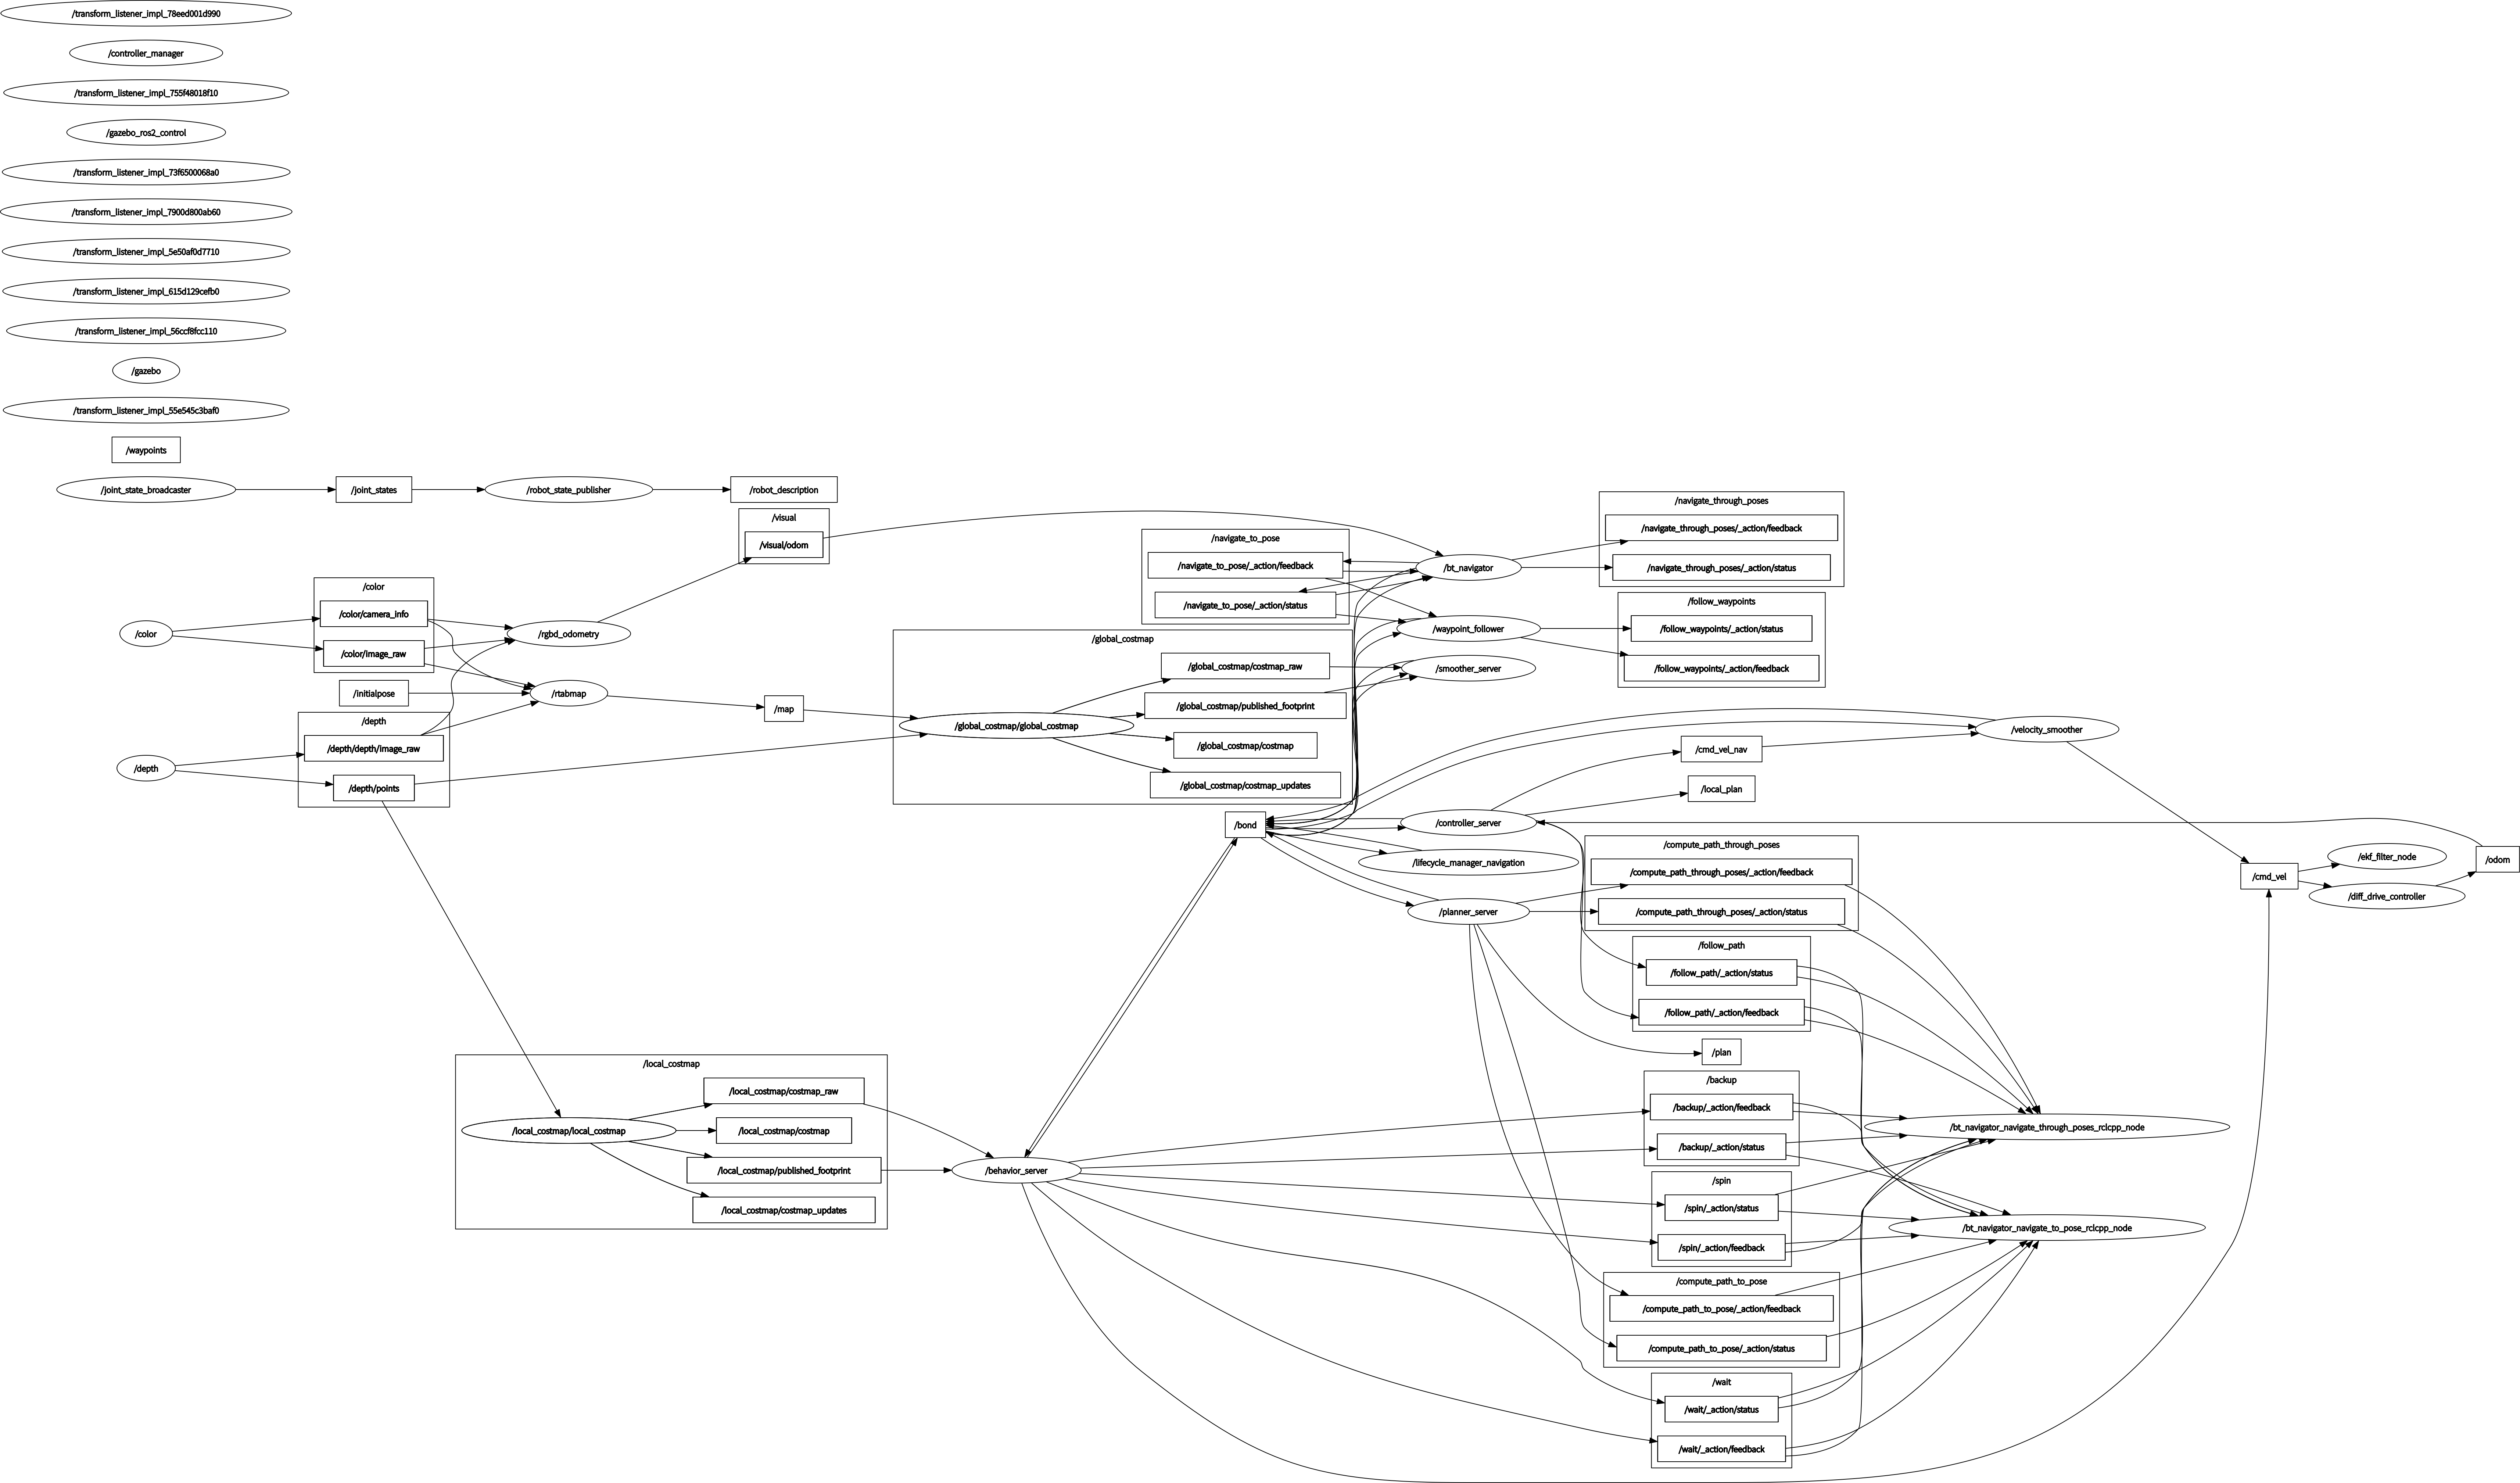 /transform_listener_impl_78eed001d990
/controller_manager
/transform_listener_impl_755f48018f10
/gazebo_ros2_control
/transform_listener_impl_73f6500068a0
/transform_listener_impl_7900d800ab60
/transform_listener_impl_5e50af0d7710
/transform_listener_impl_615d129cefb0
/transform_listener_impl_56ccf8fcc110
/gazebo
/transform_listener_impl_55e545c3baf0
/waypoints
/joint_state_broadcaster
/joint_states
/robot_state_publisher
/robot_description
/visual
/visual/odom
/color
/color
/color/camera_info
/color/image_raw
/rgbd_odometry
/initialpose
/rtabmap
/map
/depth
/depth
/depth/depth/image_raw
/depth/points
/navigate_to_pose
/navigate_to_pose/_action/feedback
/navigate_to_pose/_action/status
/global_costmap
/global_costmap/global_costmap
/global_costmap/costmap_raw
/global_costmap/published_footprint
/global_costmap/costmap
/global_costmap/costmap_updates
/bond
/local_costmap
/local_costmap/local_costmap
/local_costmap/costmap_raw
/local_costmap/costmap
/local_costmap/published_footprint
/local_costmap/costmap_updates
/behavior_server
/bt_navigator
/waypoint_follower
/smoother_server
/controller_server
/lifecycle_manager_navigation
/planner_server
/navigate_through_poses
/navigate_through_poses/_action/feedback
/navigate_through_poses/_action/status
/follow_waypoints
/follow_waypoints/_action/status
/follow_waypoints/_action/feedback
/cmd_vel_nav
/local_plan
/compute_path_through_poses
/compute_path_through_poses/_action/feedback
/compute_path_through_poses/_action/status
/follow_path
/follow_path/_action/status
/follow_path/_action/feedback
/plan
/backup
/backup/_action/feedback
/backup/_action/status
/spin
/spin/_action/status
/spin/_action/feedback
/compute_path_to_pose
/compute_path_to_pose/_action/feedback
/compute_path_to_pose/_action/status
/wait
/wait/_action/status
/wait/_action/feedback
/velocity_smoother
/bt_navigator_navigate_through_poses_rclcpp_node
/bt_navigator_navigate_to_pose_rclcpp_node
/cmd_vel
/ekf_filter_node
/diff_drive_controller
/odom